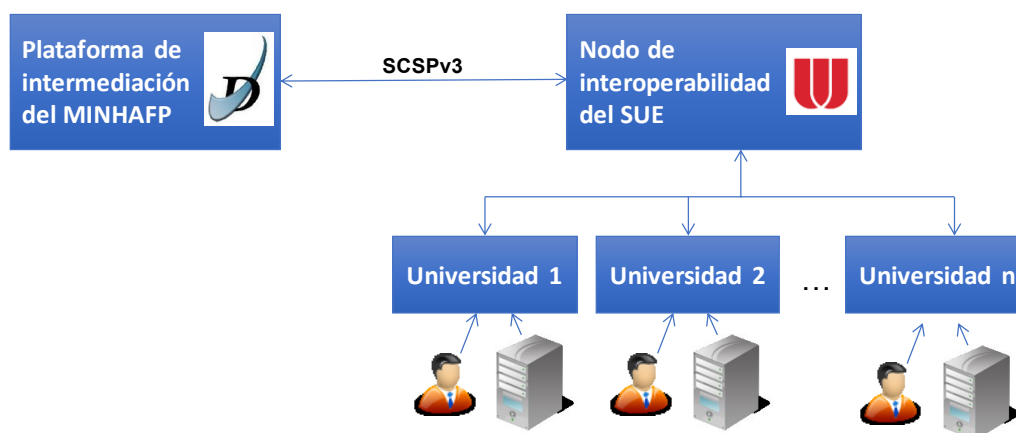 Plataforma de
intermediación
del MINHAFP
D
SCSPv3
Nodo de
interoperabilidad
del SUE
Universidad 1
Universidad 2
...
Universidad n